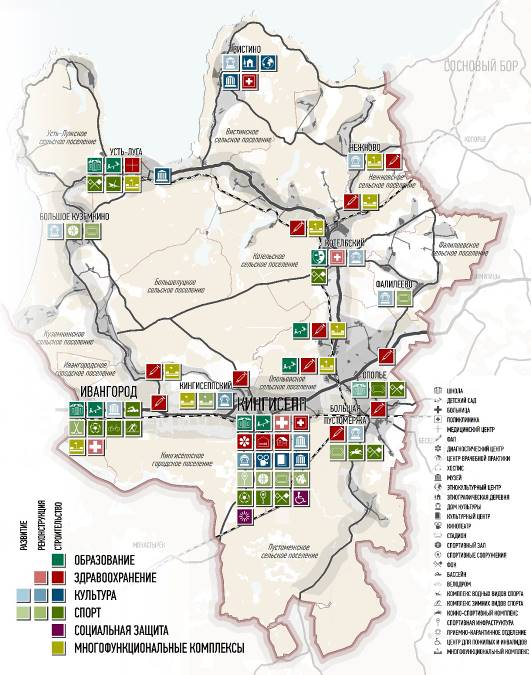 ВИСТИНО
СОСНОВЫЙ БОР
КОПОРЬЕ
Усть-Лужское
сельское поселение
Вистинское
сельское поселение
УСТЬ-ЛУГА
НЕЖНОВО
Нежновское
сельское поселение
БОЛЬШОЕ КУЗЕМКИНО
КОТЕЛЬСКИЙ
Котельское
сельское поселение
Фалилеевское
сельское поселение
Большелуцкое
сельское поселение
ФАЛИЛЕЕВО
Куземкинское
сельское поселение
Ивангородское
городское поселение
ИВАНГОРОД
КИНГИСЕППСКИЙ
Опольевское
сельское поселение
ОПОЛЬЕ
КИНГИСЕПП
БОЛЬШАЯ
ПУСТОМЕРЖА
Кингисеппское
городское поселение
МОНАСТЫРЁК
Пустомержское
сельское поселение
РАЗВИТИЕ
РЕКОНСТРУКЦИЯ
СТРОИТЕЛЬСТВО
ОБРАЗОВАНИЕ
ЗДРАВООХРАНЕНИЕ
КУЛЬТУРА
СПОРТ
СОЦИАЛЬНАЯ ЗАЩИТА
МНОГОФУНКЦИОНАЛЬНЫЕ КОМПЛЕКСЫ
ШКОЛА
ДЕТСКИЙ САД
БОЛЬНИЦА
ПОЛИКЛИНИКА
МЕДИЦИНСКИЙ ЦЕНТР
ФАП
ДИАГНОСТИЧЕСКИЙ ЦЕНТР
ЦЕНТР ВРАЧЕБНОЙ ПРАКТИКИ
ХОСПИС
МУЗЕЙ
ЭТНОКУЛЬТУРНЫЙ ЦЕНТР
ЭТНОГРАФИЧЕСКАЯ ДЕРЕВНЯ
ДОМ КУЛЬТУРЫ
КУЛЬТУРНЫЙ ЦЕНТР
КИНОТЕАТР
СТАДИОН
СПОРТИВНЫЙ ЗАЛ
СПОРТИВНЫЕ СООРУЖЕНИЯ
ФОК
БАССЕЙН
ВЕЛОДРОМ
КОМПЛЕКС ВОДНЫХ ВИДОВ СПОРТА
КОМПЛЕКС ЗИМНИХ ВИДОВ СПОРТА
КОННО-СПОРТИВНЫЙ КОМПЛЕКС
СПОРТИВНАЯ ИНФРАСТРУКТУРА
ПРИЕМНО-КАРАНТИННОЕ ОТДЕЛЕНИЕ
ЦЕНТР ДЛЯ ПОЖИЛЫХ И ИНВАЛИДОВ
МНОГОФУНКЦИОНАЛЬНЫЙ КОМПЛЕКС